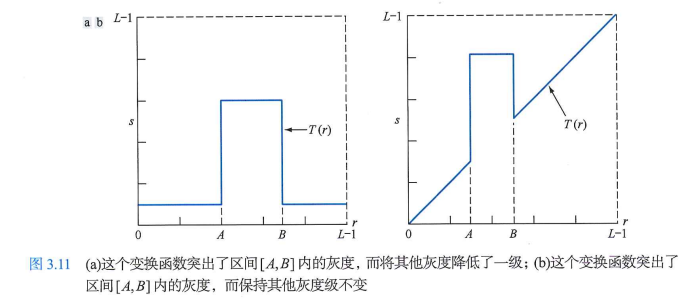 a b
L-1
s
T(r)
0
A
B
L-1
r
L-1
s
T(r)
0
A
B
L-1
r
图 3.11 (a)这个变换函数突出了区间[A,B]内的灰度，而将其他灰度降低了一级；(b)这个变换函数突出了
区间[A,B]内的灰度，而保持其他灰度级不变